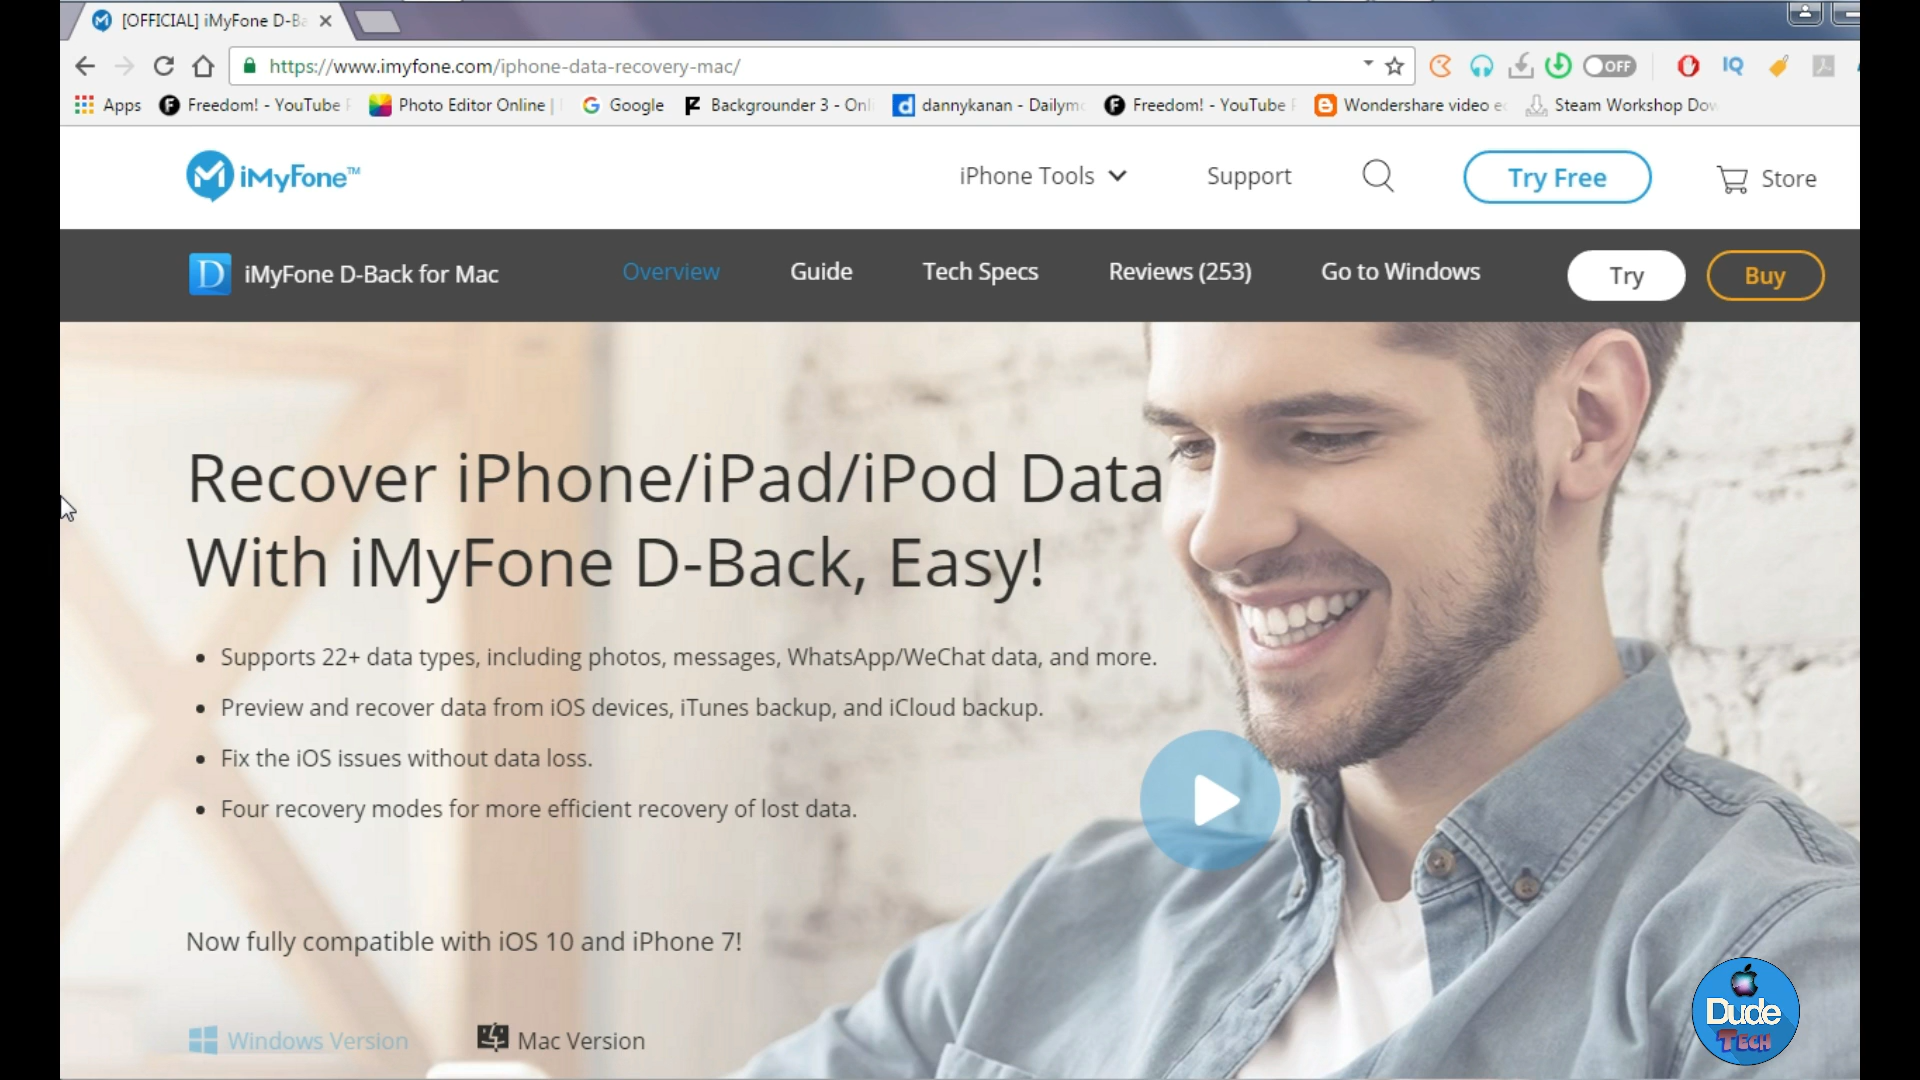 [OFFICIAL] iMyFone D-Ba
https://www.imyfone.com/iphone-data-recovery-mac/
OFF
IQ
Apps
Freedom! - YouTube
Photo Editor Online |
Google
Backgrounder 3 - Onli
dannykanan - Dailymo
Freedom! - YouTube
Wondershare video e
Steam Workshop Dow
iMyFone™
iPhone Tools
Support
Try Free
Store
D
iMyFone D-Back for Mac
Overview
Guide
Tech Specs
Reviews (253)
Go to Windows
Try
Buy
Recover iPhone/iPad/iPod Data
With iMyFone D-Back, Easy!
• Supports 22+ data types, including photos, messages, WhatsApp/WeChat data, and more.
• Preview and recover data from iOS devices, iTunes backup, and iCloud backup.
• Fix the iOS issues without data loss.
• Four recovery modes for more efficient recovery of lost data.
Now fully compatible with iOS 10 and iPhone 7!
Windows Version
Mac Version
Dude
TECH